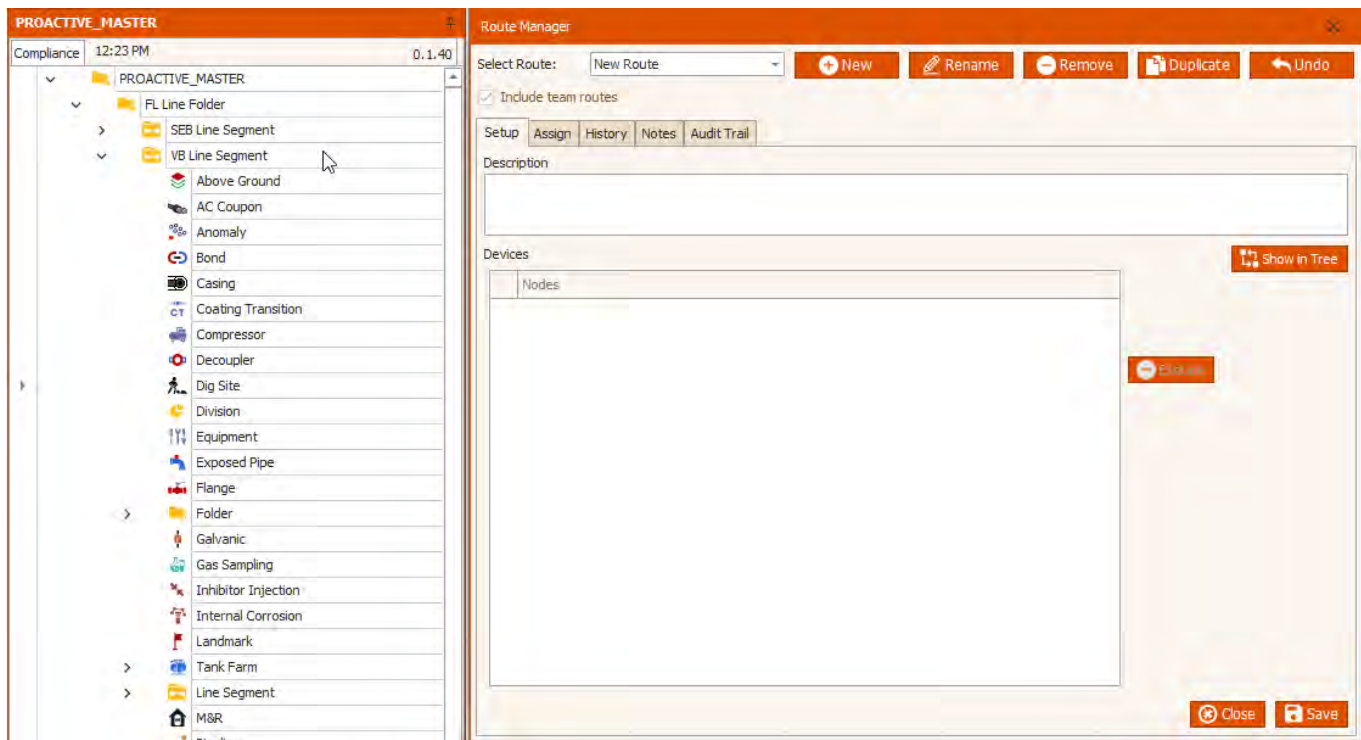 PROACTIVE_MASTER
Compliance 12:23 PM 0.1.40
PROACTIVE_MASTER
FL Line Folder
SEB Line Segment
VB Line Segment
Above Ground
AC Coupon
Anomaly
Bond
Casing
CT Coating Transition
Compressor
Decoupler
Dig Site
Division
Equipment
Exposed Pipe
Flange
Folder
Galvanic
Gas Sampling
Inhibitor Injection
Internal Corrosion
Landmark
Tank Farm
Line Segment
M&R
Route Manager
Select Route: New Route New Rename Remove Duplicate Undo
Include team routes
Setup Assign History Notes Audit Trail
Description
Devices Show in Tree
Nodes
Close Save